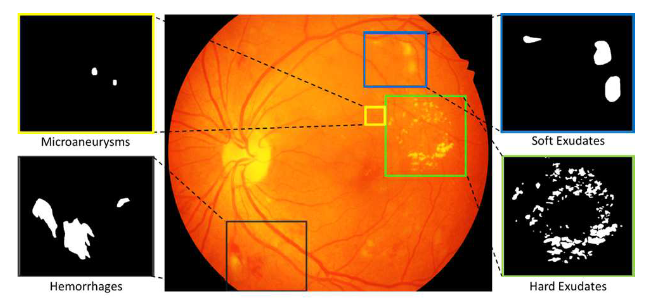 Microaneurysms
Soft Exudates
Hemorrhages
Hard Exudates